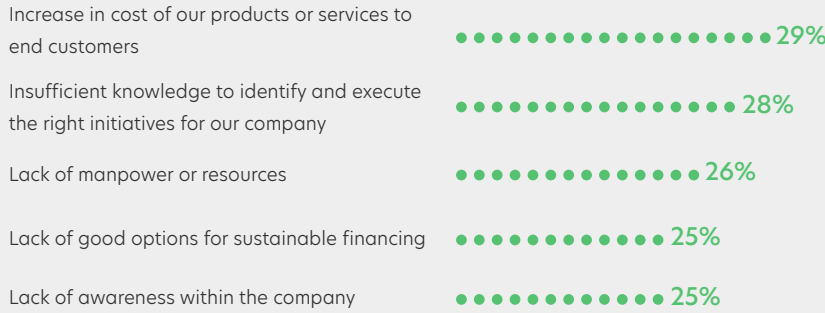 Increase in cost of our products or services to
end customers
29%
Insufficient knowledge to identify and execute
the right initiatives for our company
28%
Lack of manpower or resources
26%
Lack of good options for sustainable financing
25%
Lack of awareness within the company
25%